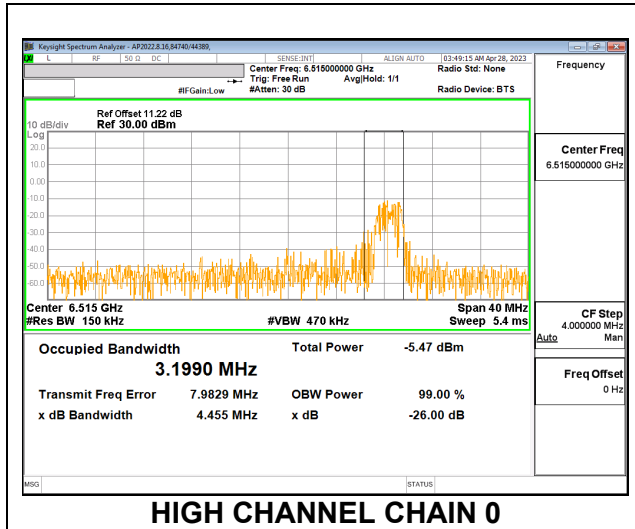 Keysight Spectrum Analyzer - AP2022.8.16,84740/44389,
LXI L RF 50 Ω DC SENSE:INT ALIGN AUTO 03:49:15 AM Apr 28, 2023
Center Freq: 6.515000000 GHz Radio Std: None
Trig: Free Run Avg|Hold: 1/1
#IFGain:Low #Atten: 30 dB Radio Device: BTS
Frequency
Ref Offset 11.22 dB
10 dB/div Ref 30.00 dBm
Log
20.0
10.0
0.00
-10.0
-20.0
-30.0
-40.0
-50.0
-60.0
Center 6.515 GHz Span 40 MHz
#Res BW 150 kHz #VBW 470 kHz Sweep 5.4 ms
Occupied Bandwidth Total Power -5.47 dBm
3.1990 MHz
Transmit Freq Error 7.9829 MHz OBW Power 99.00 %
x dB Bandwidth 4.455 MHz x dB -26.00 dB
Center Freq
6.515000000 GHz
CF Step
4.000000 MHz
Auto Man
Freq Offset
0 Hz
MSG STATUS
HIGH CHANNEL CHAIN 0